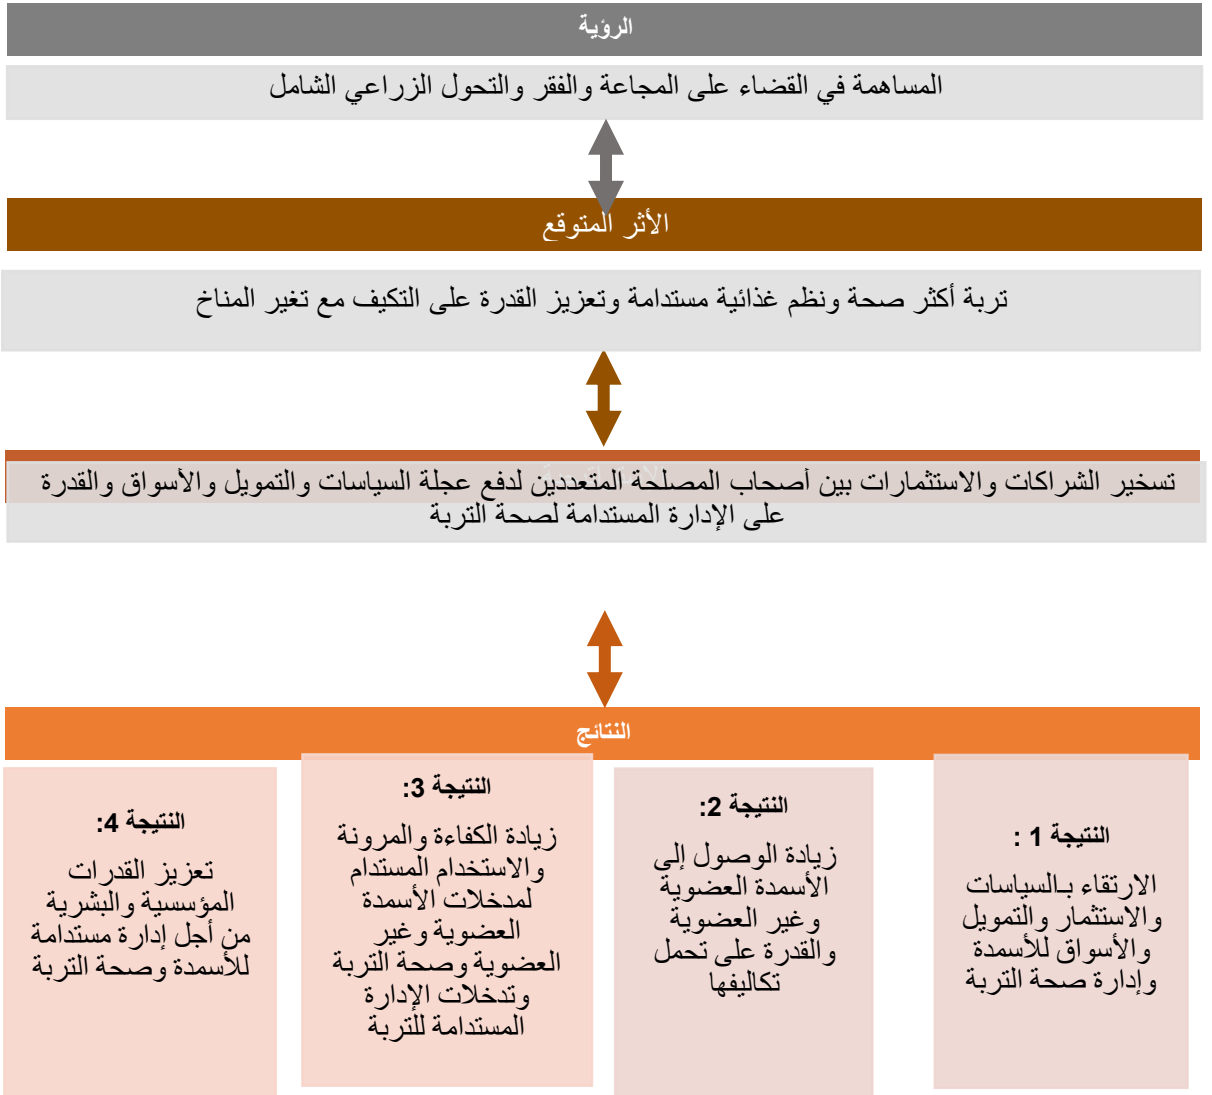 الرؤية
المساهمة في القضاء على المجاعة والفقر والتحول الزراعي الشامل
الأثر المتوقع
تربة أكثر صحة ونظم غذائية مستدامة وتعزيز القدرة على التكيف مع تغير المناخ
تسخير الشراكات والاستثمارات بين أصحاب المصلحة المتعددين لدفع عجلة السياسات والتمويل والأسواق والقدرة
على الإدارة المستدامة لصحة التربة
النتائج
النتيجة 1 :
الارتقاء بـالسياسات
والاستثمار والتمويل
والأسواق للأسمدة
وإدارة صحة التربة
النتيجة 2:
زيادة الوصول إلى
الأسمدة العضوية
وغير العضوية
والقدرة على تحمل
تكاليفها
النتيجة 3:
زيادة الكفاءة والمرونة
والاستخدام المستدام
لمدخلات الأسمدة
العضوية وغير
العضوية وصحة التربة
وتدخلات الإدارة
المستدامة للتربة
النتيجة 4:
تعزيز القدرات
المؤسسية والبشرية
من أجل إدارة مستدامة
للأسمدة وصحة التربة